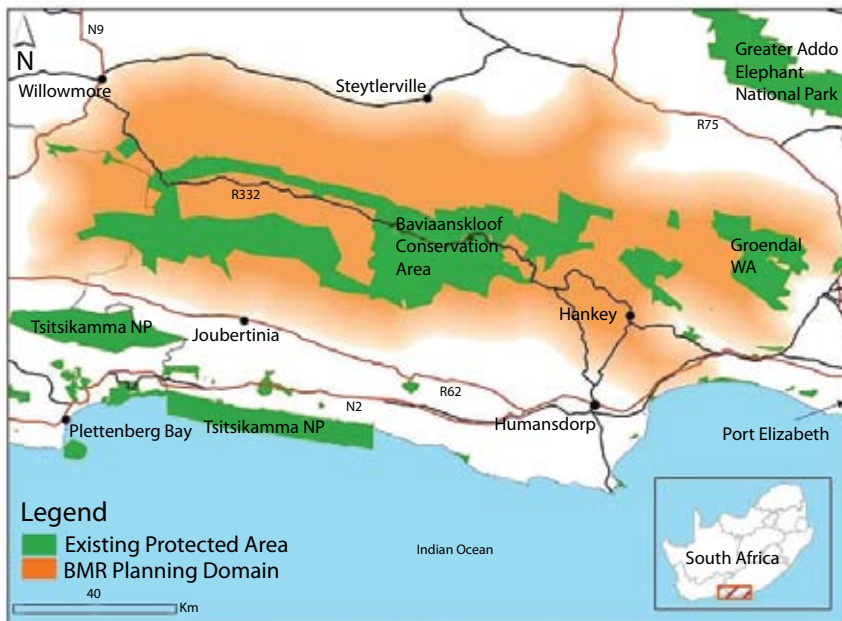 N9
N
Willowmore
Steytlerville
Greater Addo
Elephant
National Park
R75
R332
Baviaanskloof
Conservation
Area
Groendal
WA
Hankey
Tsitsikamma NP
Joubertinia
R62
N2
Humansdorp
Plettenberg Bay
Tsitsikamma NP
Port Elizabeth
Legend
Existing Protected Area
BMR Planning Domain
Indian Ocean
South Africa
40
Km